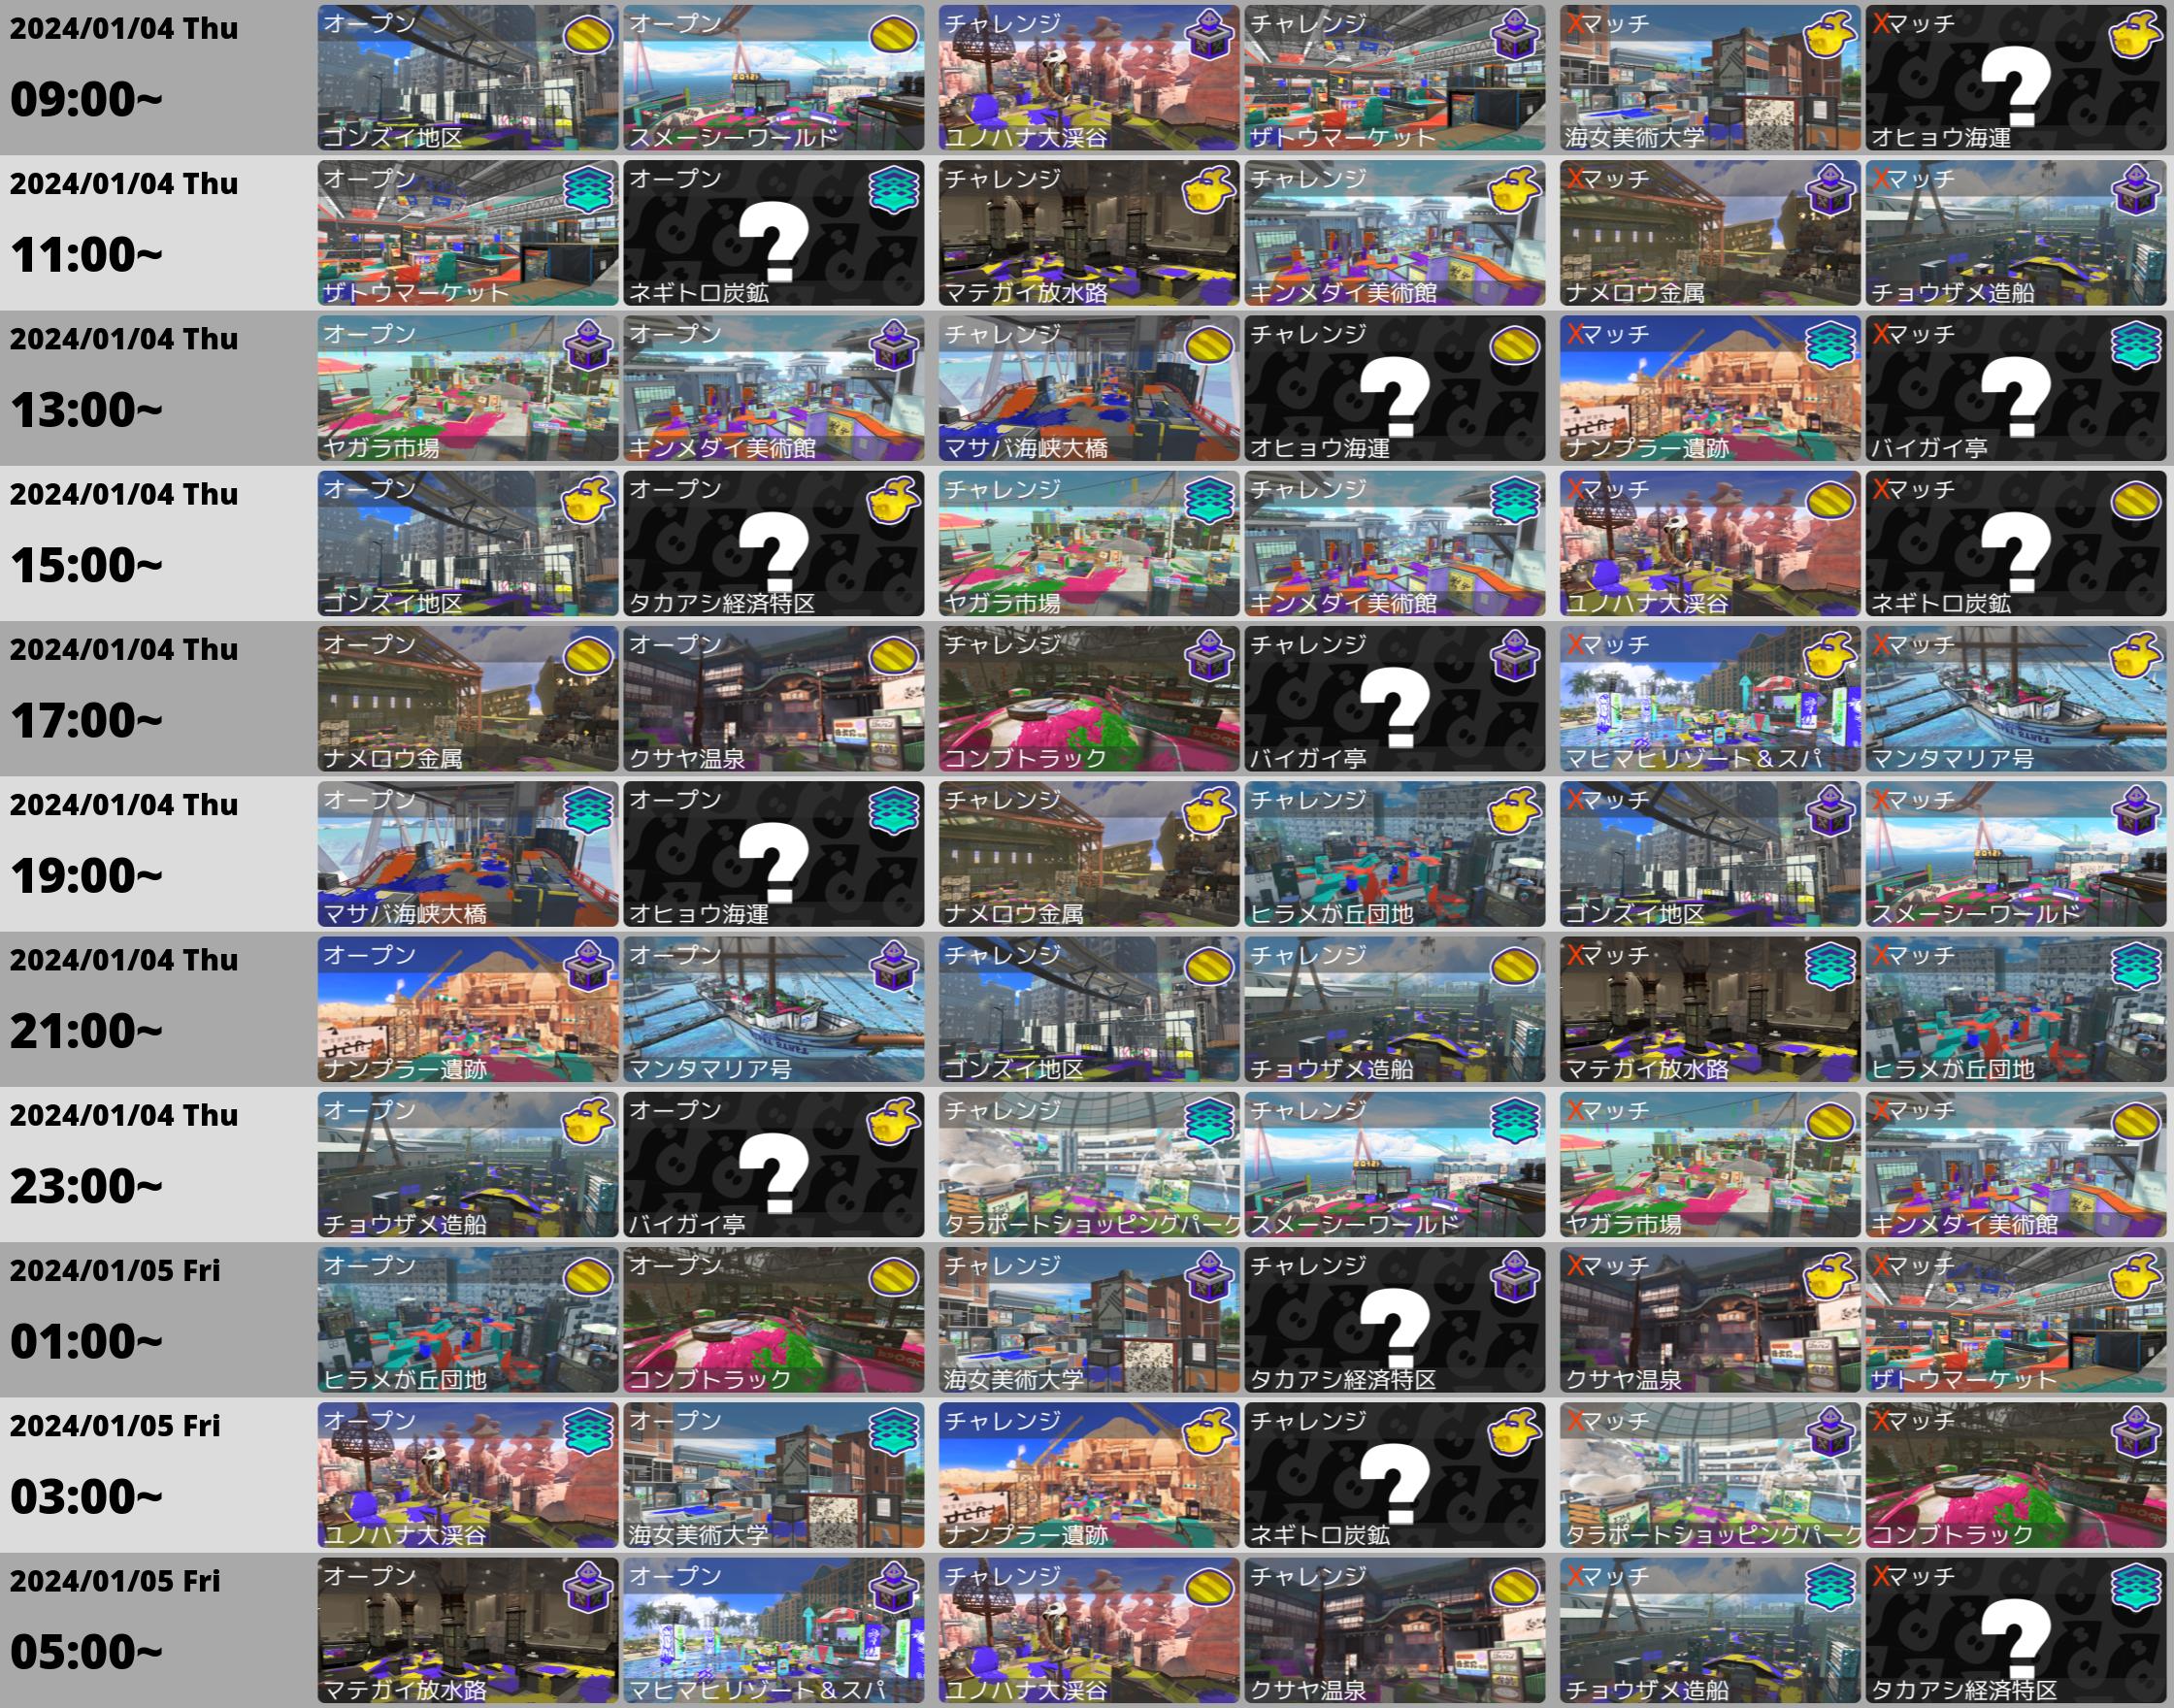 2024/01/04 Thu
09:00~
オープン
ゴンズイ地区
オープン
スメーシーワールド
チャレンジ
ユノハナ大渓谷
チャレンジ
ザトウマーケット
Xマッチ
海女美術大学
Xマッチ
オヒョウ海運
2024/01/04 Thu
11:00~
オープン
ザトウマーケット
オープン
ネギトロ炭鉱
チャレンジ
マテガイ放水路
チャレンジ
キンメダイ美術館
Xマッチ
ナメロウ金属
Xマッチ
チョウザメ造船
2024/01/04 Thu
13:00~
オープン
ヤガラ市場
オープン
キンメダイ美術館
チャレンジ
マサバ海峡大橋
チャレンジ
オヒョウ海運
Xマッチ
ナンプラー遺跡
Xマッチ
バイガイ亭
2024/01/04 Thu
15:00~
オープン
ゴンズイ地区
オープン
タカアシ経済特区
チャレンジ
ヤガラ市場
チャレンジ
キンメダイ美術館
Xマッチ
ユノハナ大渓谷
Xマッチ
ネギトロ炭鉱
2024/01/04 Thu
17:00~
オープン
ナメロウ金属
オープン
クサヤ温泉
チャレンジ
コンブトラック
チャレンジ
バイガイ亭
Xマッチ
マヒマヒリゾート＆スパ
Xマッチ
マンタマリア号
2024/01/04 Thu
19:00~
オープン
マサバ海峡大橋
オープン
オヒョウ海運
チャレンジ
ナメロウ金属
チャレンジ
ヒラメが丘団地
Xマッチ
ゴンズイ地区
Xマッチ
スメーシーワールド
2024/01/04 Thu
21:00~
オープン
ナンプラー遺跡
オープン
マンタマリア号
チャレンジ
ゴンズイ地区
チャレンジ
チョウザメ造船
Xマッチ
マテガイ放水路
Xマッチ
ヒラメが丘団地
2024/01/04 Thu
23:00~
オープン
チョウザメ造船
オープン
バイガイ亭
チャレンジ
タラポートショッピングパーク
チャレンジ
スメーシーワールド
Xマッチ
ヤガラ市場
Xマッチ
キンメダイ美術館
2024/01/05 Fri
01:00~
オープン
ヒラメが丘団地
オープン
コンブトラック
チャレンジ
海女美術大学
チャレンジ
タカアシ経済特区
Xマッチ
クサヤ温泉
Xマッチ
ザトウマーケット
2024/01/05 Fri
03:00~
オープン
ユノハナ大渓谷
オープン
海女美術大学
チャレンジ
ナンプラー遺跡
チャレンジ
ネギトロ炭鉱
Xマッチ
タラポートショッピングパーク
Xマッチ
コンブトラック
2024/01/05 Fri
05:00~
オープン
マテガイ放水路
オープン
マヒマヒリゾート＆スパ
チャレンジ
ユノハナ大渓谷
チャレンジ
クサヤ温泉
Xマッチ
チョウザメ造船
Xマッチ
タカアシ経済特区